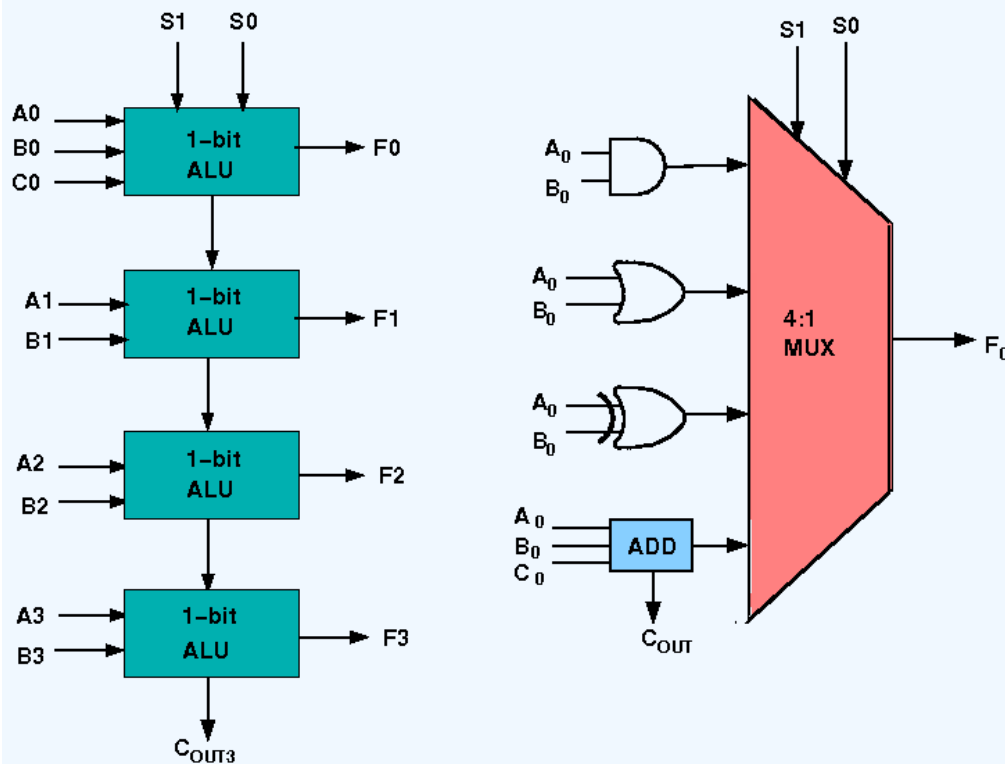 S1 S0
A0
B0
C0
1-bit
ALU
F0
A1
B1
1-bit
ALU
F1
A2
B2
1-bit
ALU
F2
A3
B3
1-bit
ALU
F3
COUT3
S1 S0
A0
B0
A0
B0
A0
B0
A0
B0
C0
ADD
COUT
4:1
MUX
F0